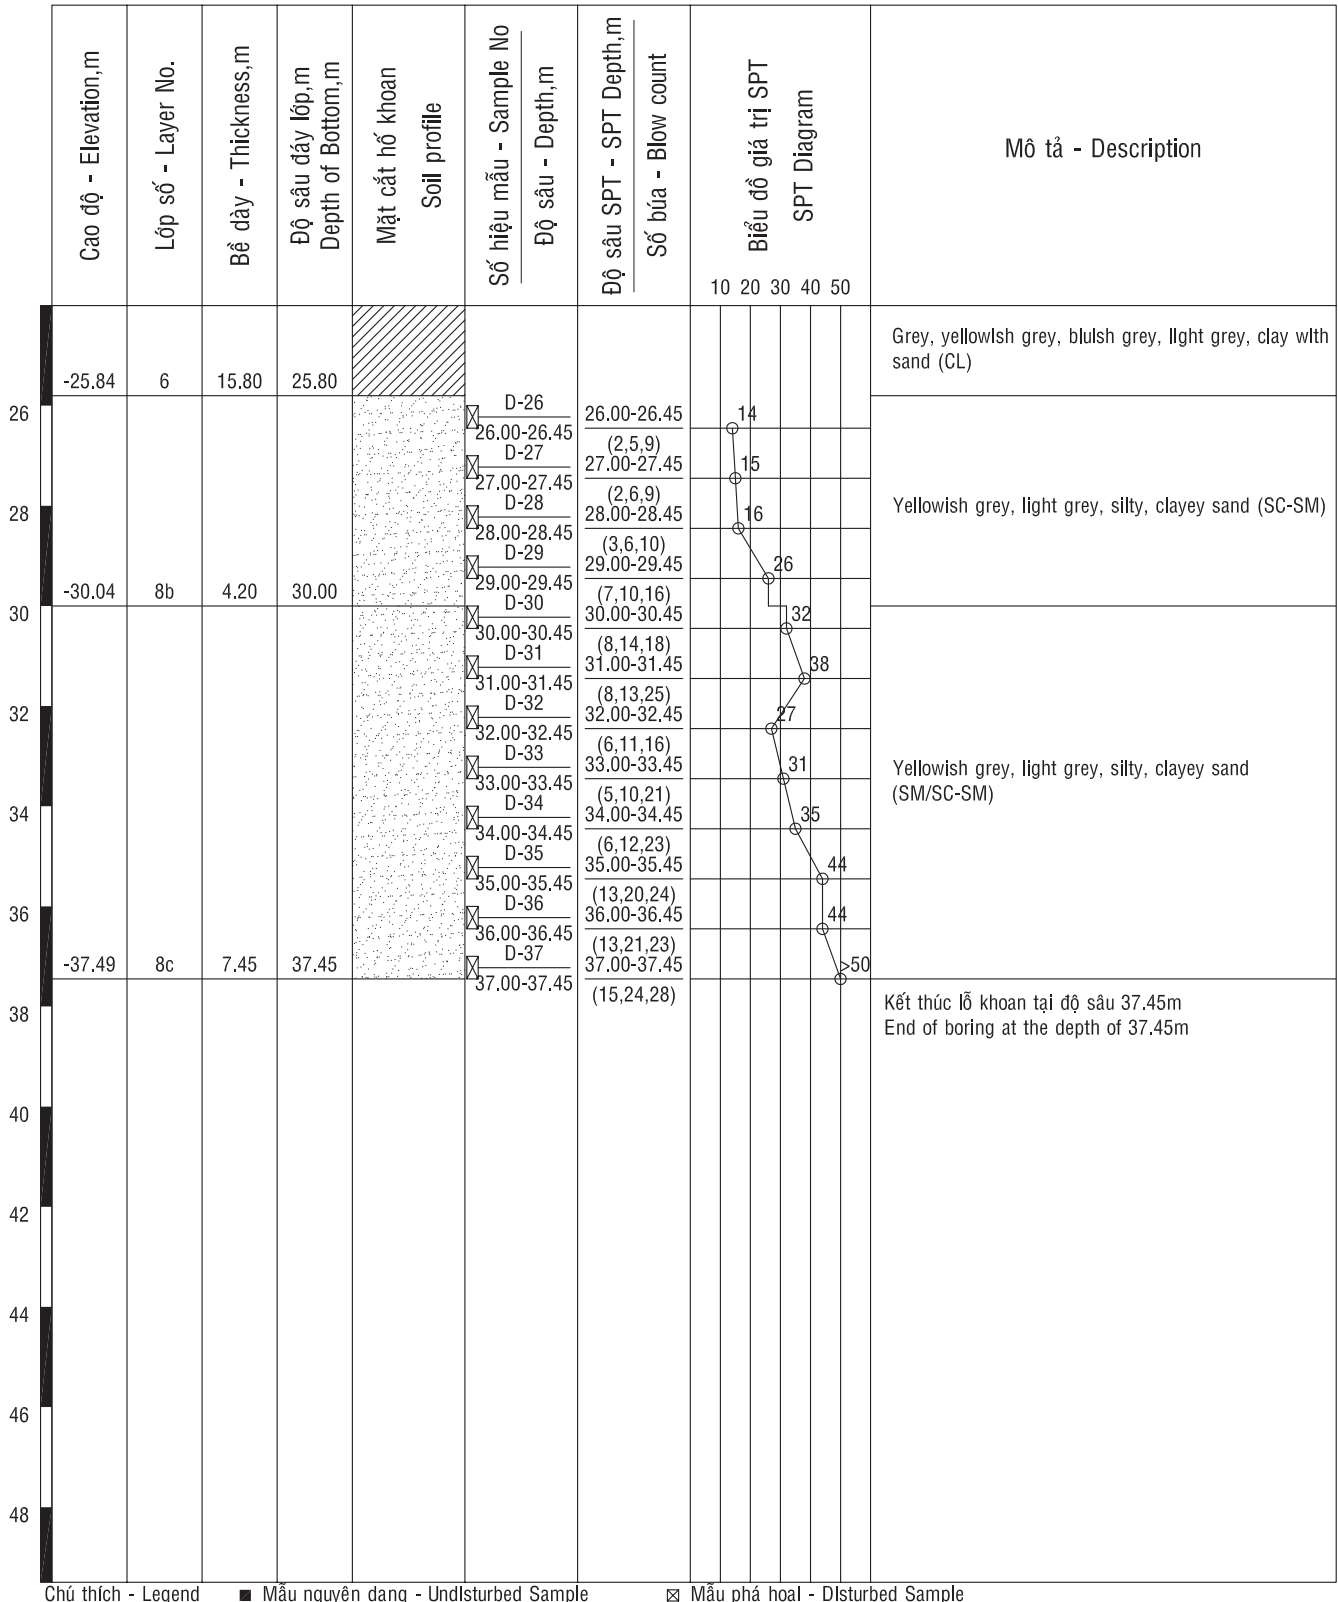 Cao độ - Elevation,m
Lớp số - Layer No.
Bề dày - Thickness,m
Độ sâu đáy lớp,m
Depth of Bottom,m
Mặt cắt hố khoan
Soil profile
Số hiệu mẫu - Sample No
Độ sâu - Depth,m
Độ sâu SPT - SPT Depth,m
Số búa - Blow count
Biểu đồ giá trị SPT
SPT Diagram
10 20 30 40 50
Mô tả - Description
Grey, yellowish grey, bluish grey, light grey, clay with
sand (CL)
-25.84 6 15.80 25.80
26
D-26
26.00-26.45
26.00-26.45
(2,5,9)
14
D-27
27.00-27.45
27.00-27.45
(2,6,9)
15
28
D-28
28.00-28.45
28.00-28.45
(3,6,10)
16
Yellowish grey, light grey, silty, clayey sand (SC-SM)
D-29
29.00-29.45
29.00-29.45
(7,10,16)
26
-30.04 8b 4.20 30.00
30
D-30
30.00-30.45
30.00-30.45
(8,14,18)
32
D-31
31.00-31.45
31.00-31.45
(8,13,25)
38
32
D-32
32.00-32.45
32.00-32.45
(6,11,16)
27
D-33
33.00-33.45
33.00-33.45
(5,10,21)
31
Yellowish grey, light grey, silty, clayey sand
(SM/SC-SM)
34
D-34
34.00-34.45
34.00-34.45
(6,12,23)
35
D-35
35.00-35.45
35.00-35.45
(13,20,24)
44
36
D-36
36.00-36.45
36.00-36.45
(13,21,23)
44
-37.49 8c 7.45 37.45
D-37
37.00-37.45
37.00-37.45
(15,24,28)
>50
38
Kết thúc lỗ khoan tại độ sâu 37.45m
End of boring at the depth of 37.45m
40
42
44
46
48
Chú thích - Legend Mẫu nguyên dạng - Undisturbed Sample Mẫu phá hoại - Disturbed Sample